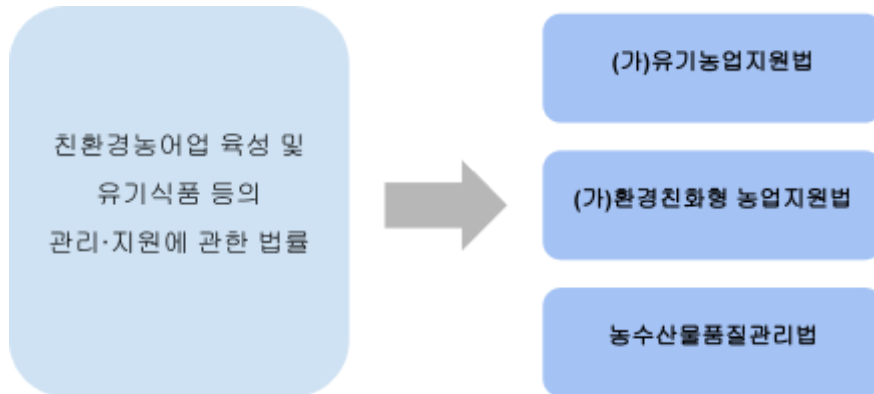 친환경농어업 육성 및
유기식품 등의
관리·지원에 관한 법률
(가)유기농업지원법
(가)환경친화형 농업지원법
농수산물품질관리법